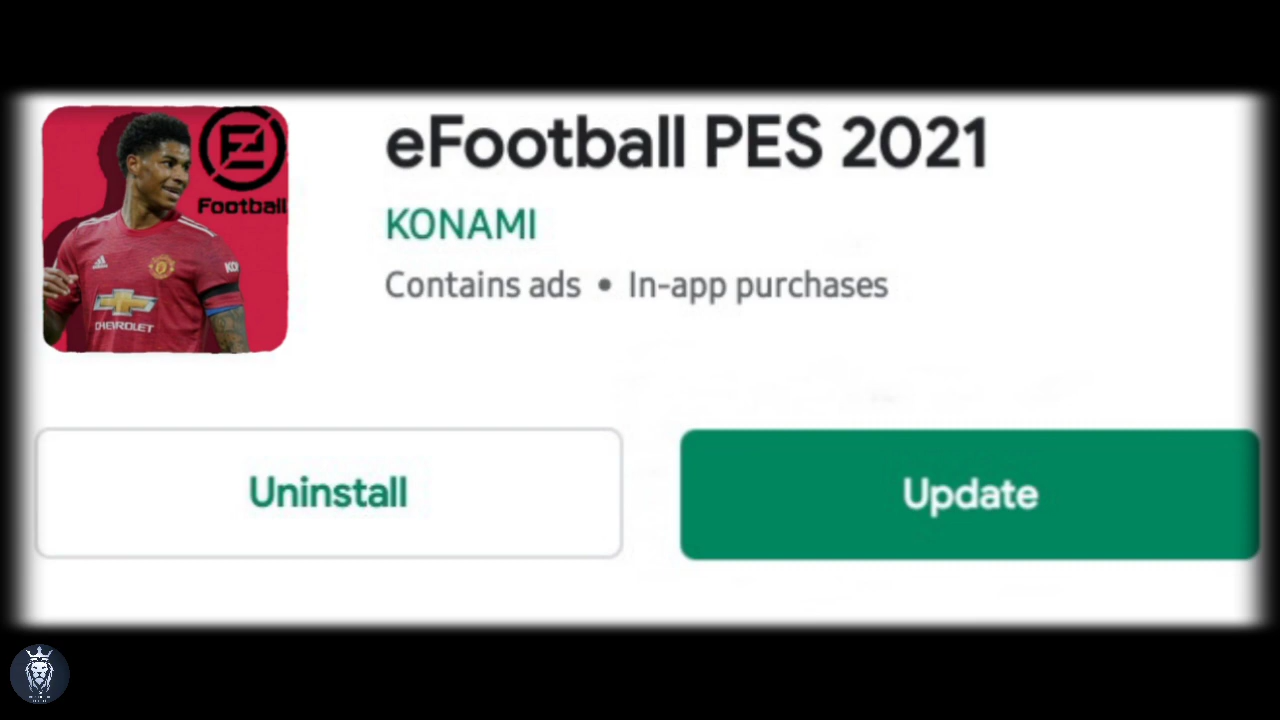 eFootball PES 2021
KONAMI
Contains ads • In-app purchases
Football
CHEVROLET
Uninstall
Update